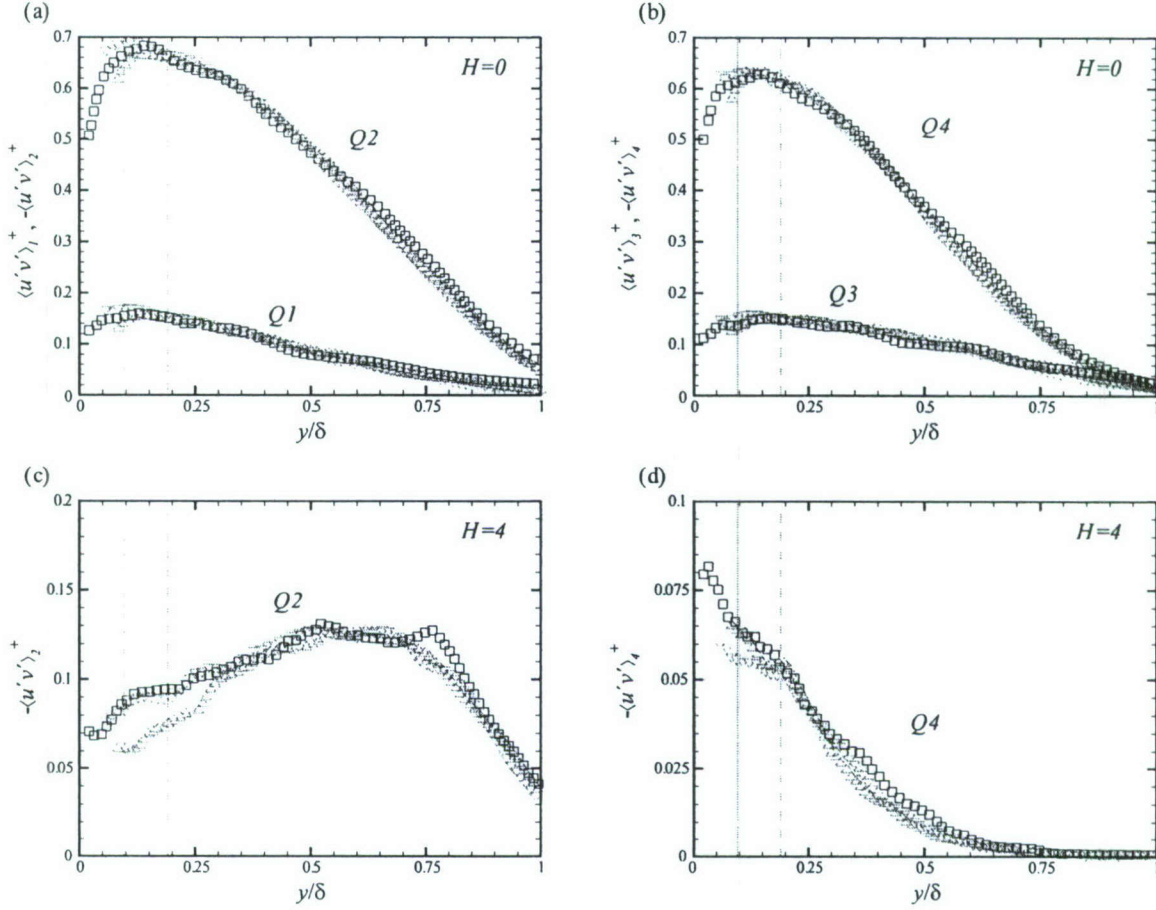 (a)
0.7
0.6
0.5
0.4
0.3
0.2
0.1
0
H=0
Q2
Q1
⟨u'v'⟩₁⁺, -⟨u'v'⟩₂⁺
0
0.25
0.5
0.75
1
y/δ
(b)
0.7
0.6
0.5
0.4
0.3
0.2
0.1
0
H=0
Q4
Q3
⟨u'v'⟩₃⁺, -⟨u'v'⟩₄⁺
0
0.25
0.5
0.75
1
y/δ
(c)
0.2
0.15
0.1
0.05
0
H=4
Q2
-⟨u'v'⟩₂⁺
0
0.25
0.5
0.75
1
y/δ
(d)
0.1
0.075
0.05
0.025
0
H=4
Q4
-⟨u'v'⟩₄⁺
0
0.25
0.5
0.75
1
y/δ